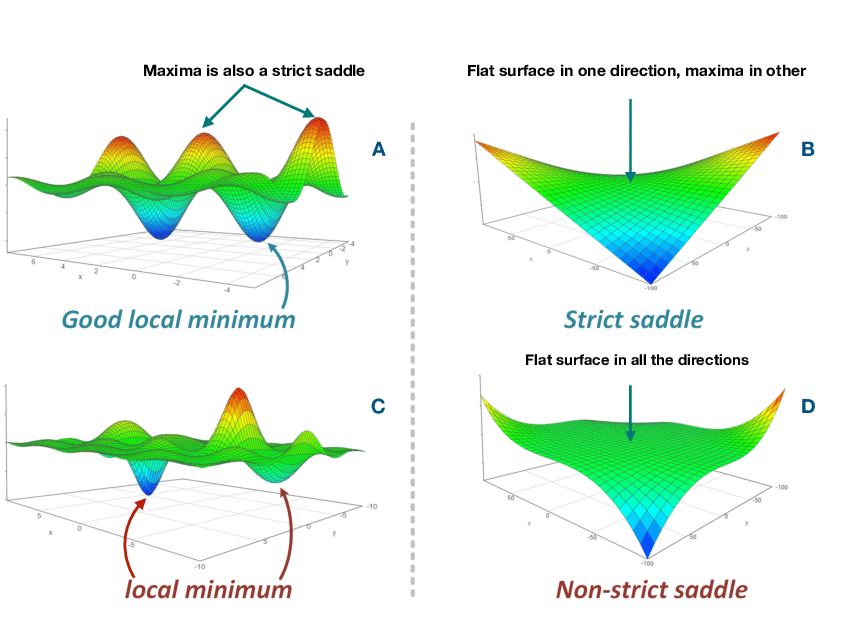 Maxima is also a strict saddle
A
6
4
2
0
-2
-4
x
6
4
2
0
-2
-4
y
Good local minimum
Flat surface in one direction, maxima in other
B
50
0
-50
-100
x
50
0
-50
-100
y
Strict saddle
C
5
0
-5
-10
x
5
0
-5
-10
y
local minimum
Flat surface in all the directions
D
50
0
-50
-100
x
50
0
-50
-100
y
Non-strict saddle